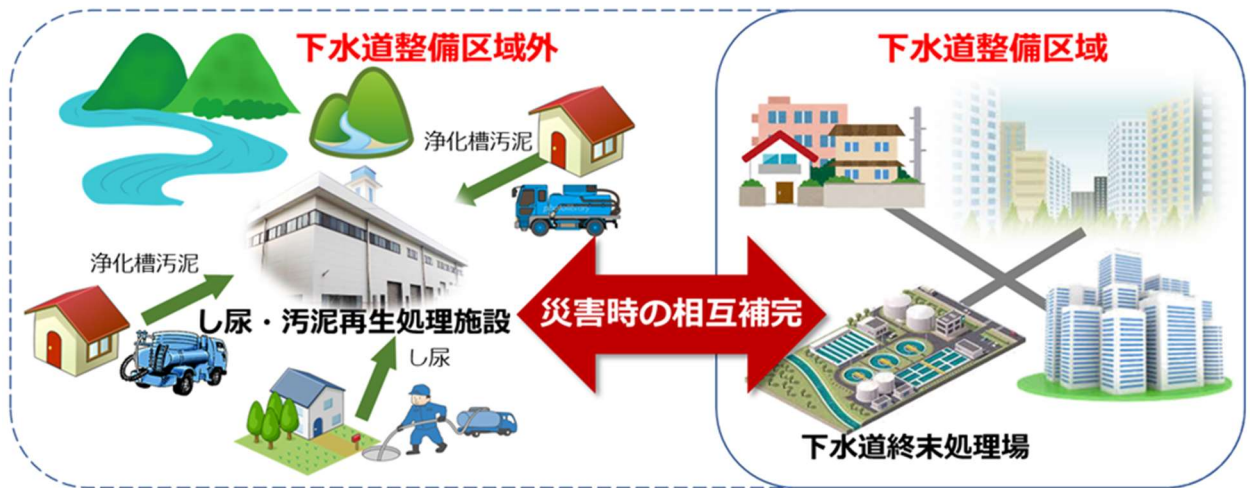 下水道整備区域外
下水道整備区域
浄化槽汚泥
浄化槽汚泥
し尿・汚泥再生処理施設
災害時の相互補完
し尿
下水道終末処理場